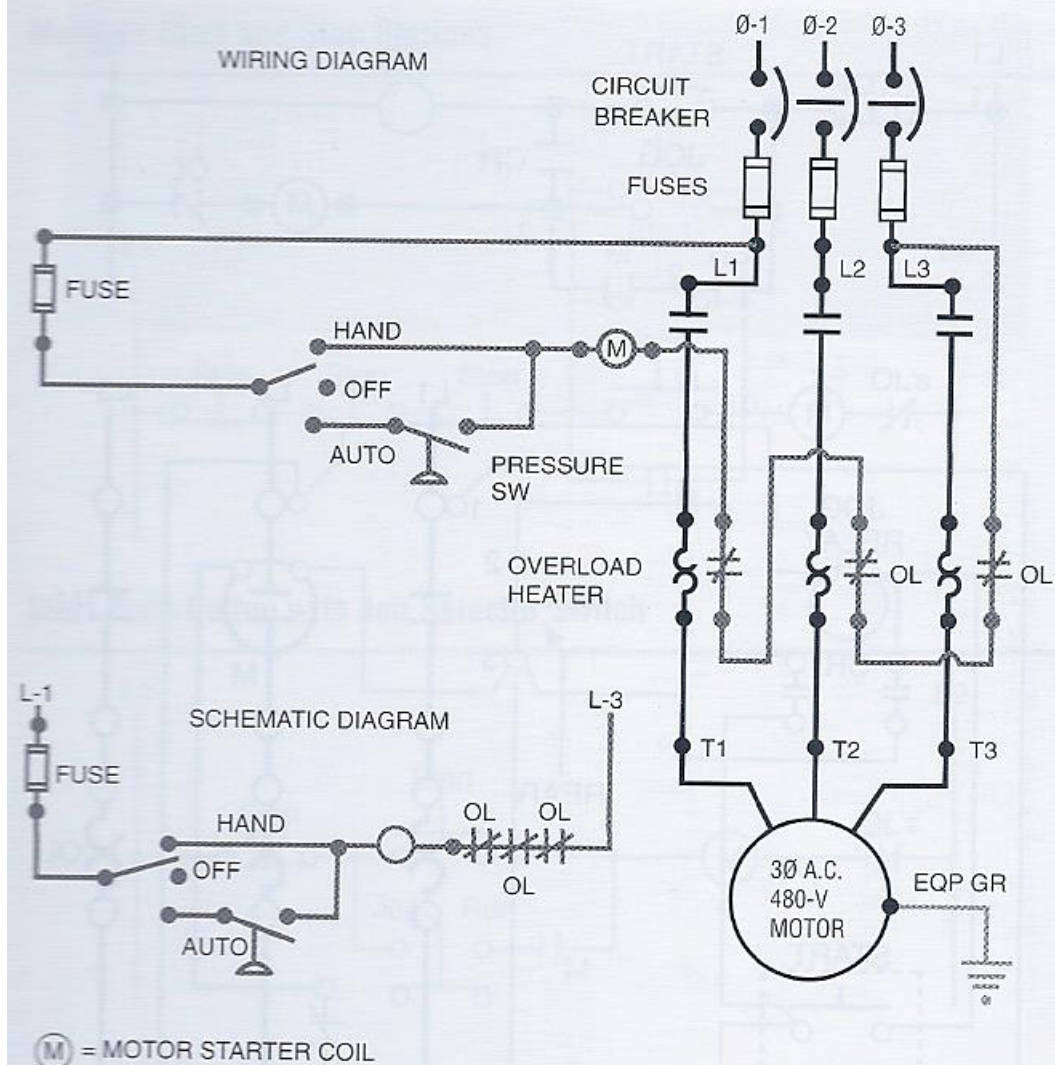 WIRING DIAGRAM
Ø-1 Ø-2 Ø-3
CIRCUIT
BREAKER
FUSES
L1 L2 L3
FUSE
HAND
M
OFF
AUTO
PRESSURE
SW
OVERLOAD
HEATER
OL
OL
L-1
SCHEMATIC DIAGRAM
L-3
T1 T2 T3
FUSE
HAND
OL OL
OFF
OL
AUTO
3Ø A.C.
480-V
MOTOR
EQP GR
M = MOTOR STARTER COIL